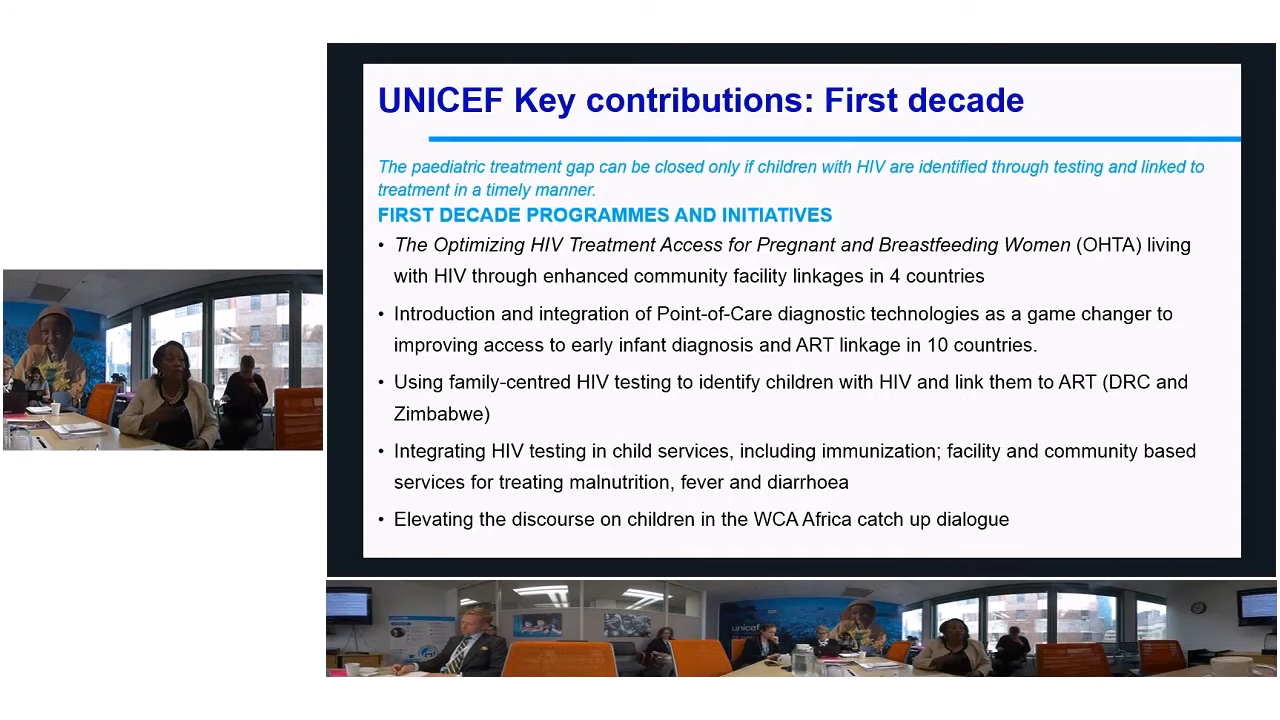 UNICEF Key contributions: First decade
The paediatric treatment gap can be closed only if children with HIV are identified through testing and linked to
treatment in a timely manner.
FIRST DECADE PROGRAMMES AND INITIATIVES
• The Optimizing HIV Treatment Access for Pregnant and Breastfeeding Women (OHTA) living
with HIV through enhanced community facility linkages in 4 countries
• Introduction and integration of Point-of-Care diagnostic technologies as a game changer to
improving access to early infant diagnosis and ART linkage in 10 countries.
• Using family-centred HIV testing to identify children with HIV and link them to ART (DRC and
Zimbabwe)
• Integrating HIV testing in child services, including immunization; facility and community based
services for treating malnutrition, fever and diarrhoea
• Elevating the discourse on children in the WCA Africa catch up dialogue
unicef